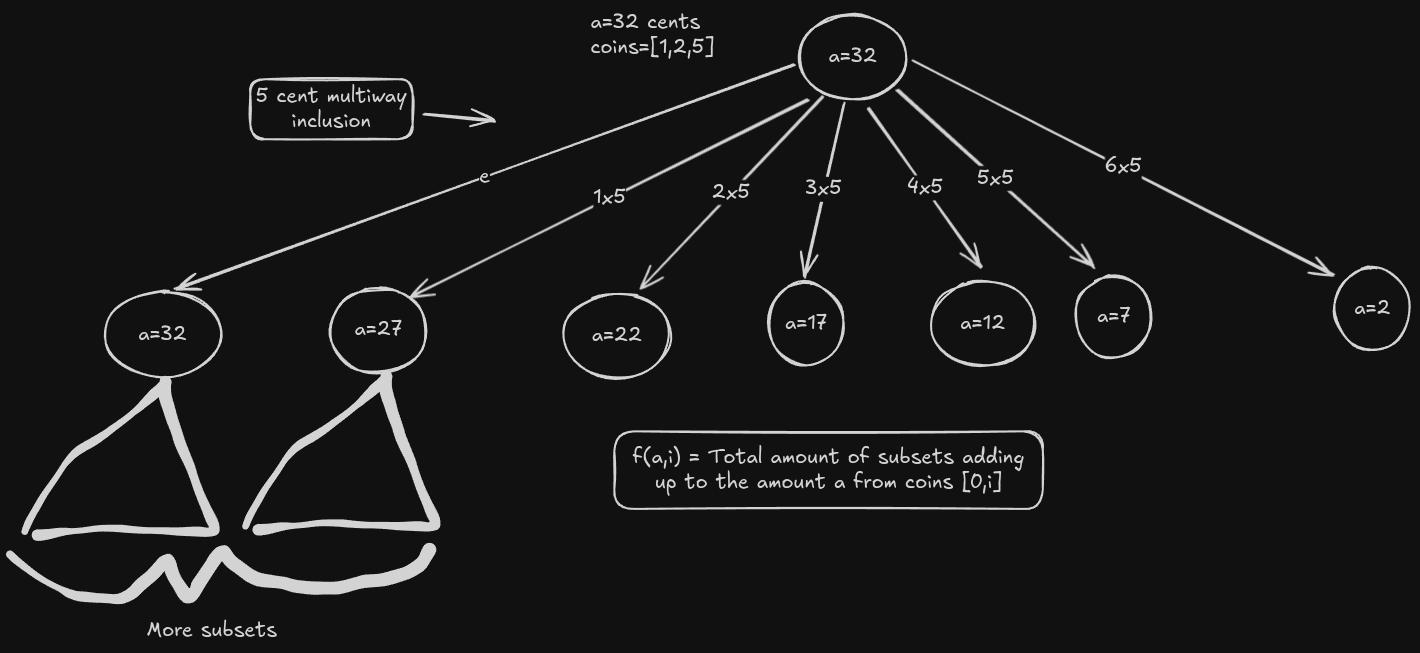 a=32 cents
coins=[1,2,5]
a=32
5 cent multiway
inclusion
e
1x5
2x5
3x5
4x5
5x5
6x5
a=32
a=27
a=22
a=17
a=12
a=7
a=2
f(a,i) = Total amount of subsets adding
up to the amount a from coins [0,i]
More subsets